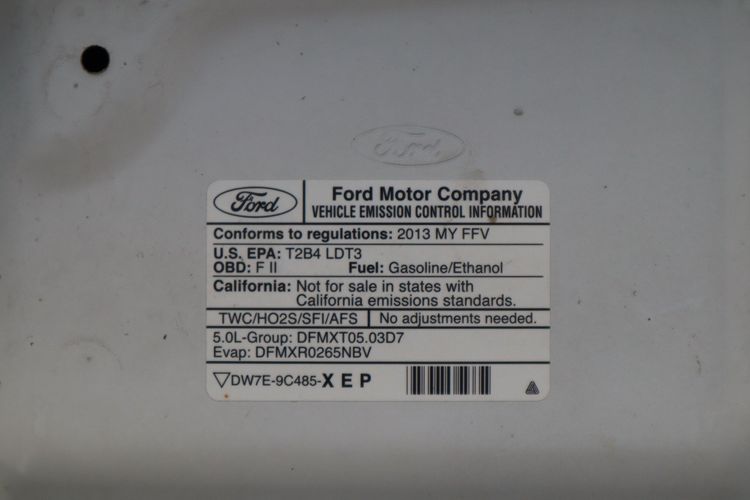 Ford
Ford
Ford Motor Company
VEHICLE EMISSION CONTROL INFORMATION
Conforms to regulations: 2013 MY FFV
U.S. EPA: T2B4 LDT3
OBD: F II Fuel: Gasoline/Ethanol
California: Not for sale in states with
California emissions standards.
TWC/HO2S/SFI/AFS No adjustments needed.
5.0L-Group: DFMXT05.03D7
Evap: DFMXR0265NBV
▽DW7E-9C485-XEP